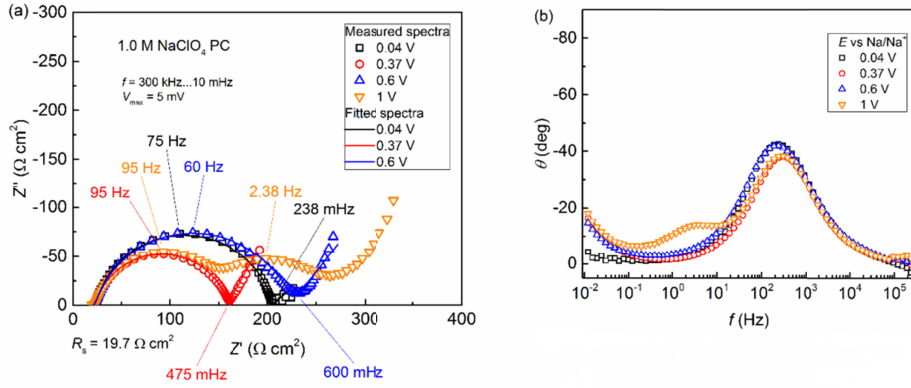 (a)
-300
-250
-200
-150
-100
-50
0
Z'' (Ω cm²)
1.0 M NaClO₄ PC
f = 300 kHz...10 mHz
Vmax = 5 mV
Measured spectra
0.04 V
0.37 V
0.6 V
1 V
Fitted spectra
0.04 V
0.37 V
0.6 V
75 Hz
95 Hz
60 Hz
95 Hz
2.38 Hz
238 mHz
0 100 200 300 400
Rs = 19.7 Ω cm²
Z' (Ω cm²)
475 mHz
600 mHz
(b)
-80
-60
-40
-20
0
θ (deg)
E vs Na/Na⁺
0.04 V
0.37 V
0.6 V
1 V
10⁻² 10⁻¹ 10⁰ 10¹ 10² 10³ 10⁴ 10⁵
f (Hz)